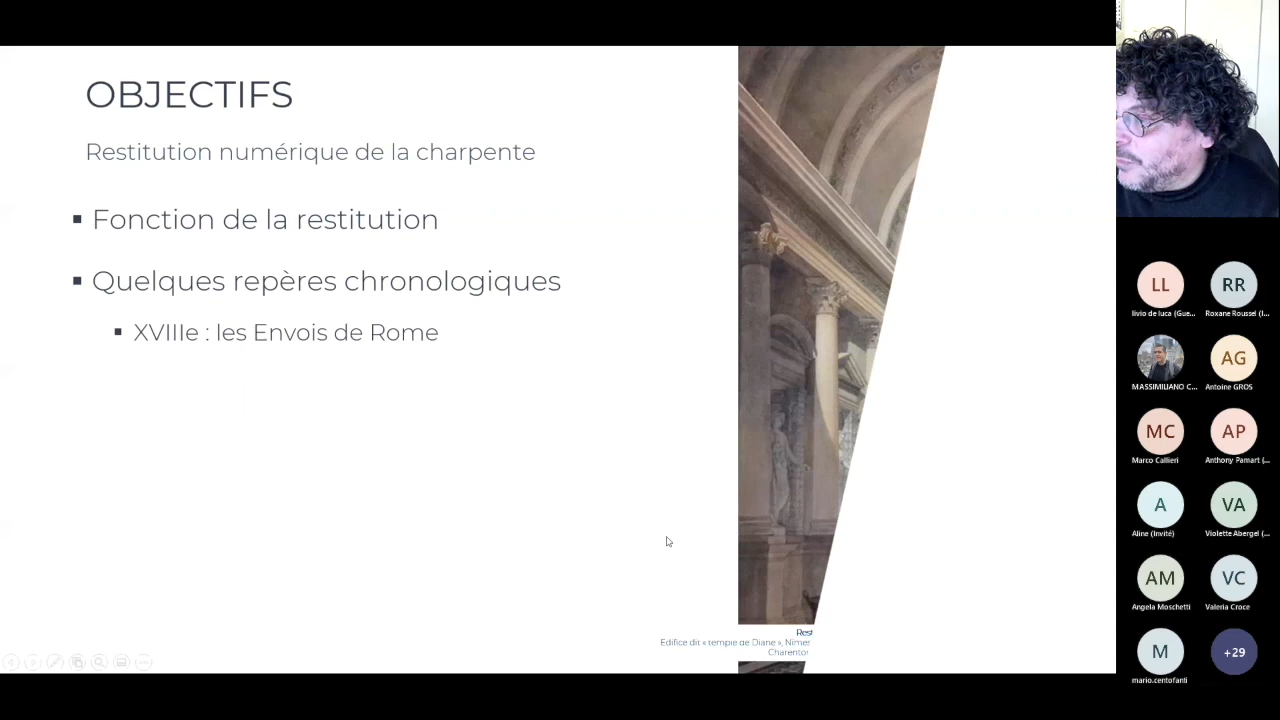 OBJECTIFS
Restitution numérique de la charpente
▪ Fonction de la restitution
▪ Quelques repères chronologiques
▪ XVIIIe : les Envois de Rome
Rest
Edifice dit « temple de Diane », Nîmes
Charenton
LL
RR
livio de luca (Gue...
Roxane Roussel (I...
MASSIMILIANO C...
AG
Antoine GROS
MC
AP
Marco Callieri
Anthony Pamart (...
A
VA
Aline (Invité)
Violette Abergel (...
AM
VC
Angela Moschetti
Valeria Croce
M
+29
mario.centofanti